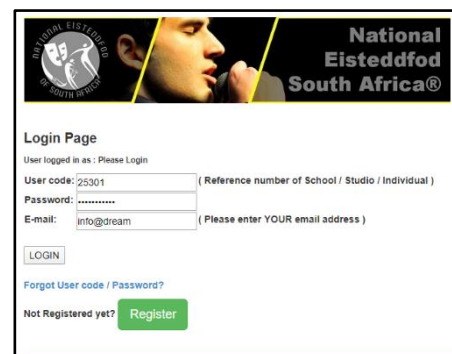 NATIONAL EISTEDDFOD
OF SOUTH AFRICA
National
Eisteddfod
South Africa®
Login Page
User logged in as : Please Login
User code: 25301 ( Reference number of School / Studio / Individual )
Password: •••••••••••
E-mail: info@dream ( Please enter YOUR email address )
LOGIN
Forgot User code / Password?
Not Registered yet? Register